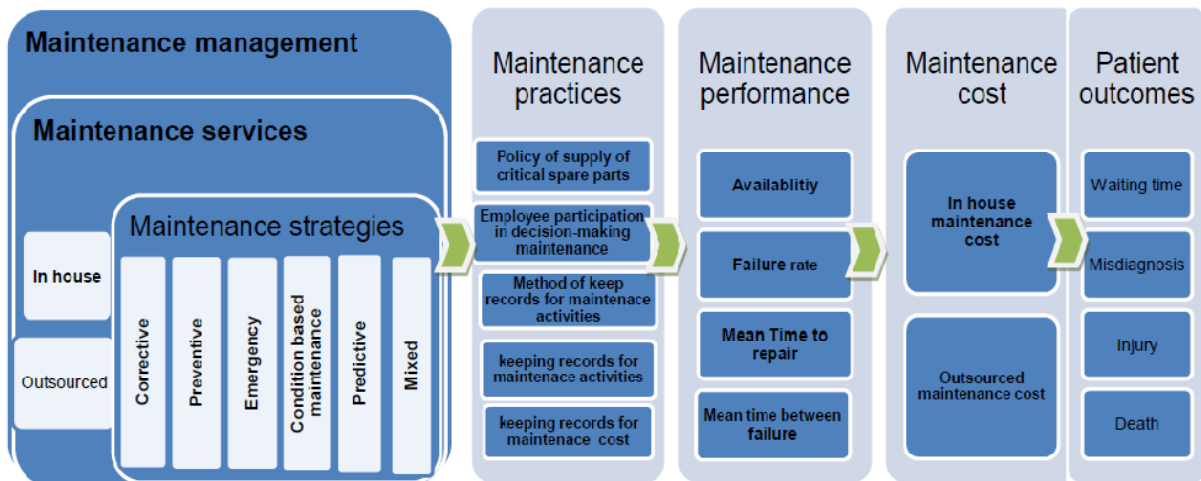 Maintenance management
Maintenance services
In house
Outsourced
Maintenance strategies
Corrective
Preventive
Emergency
Condition based
maintenance
Predictive
Mixed
Maintenance
practices
Policy of supply of
critical spare parts
Employee participation
in decision-making
maintenance
Method of keep
records for maintenace
activities
keeping records for
maintenace activities
keeping records for
maintenace cost
Maintenance
performance
Availablitiy
Failure rate
Mean Time to
repair
Mean time between
failure
Maintenance
cost
In house
maintenance
cost
Outsourced
maintenance cost
Patient
outcomes
Waiting time
Misdiagnosis
Injury
Death